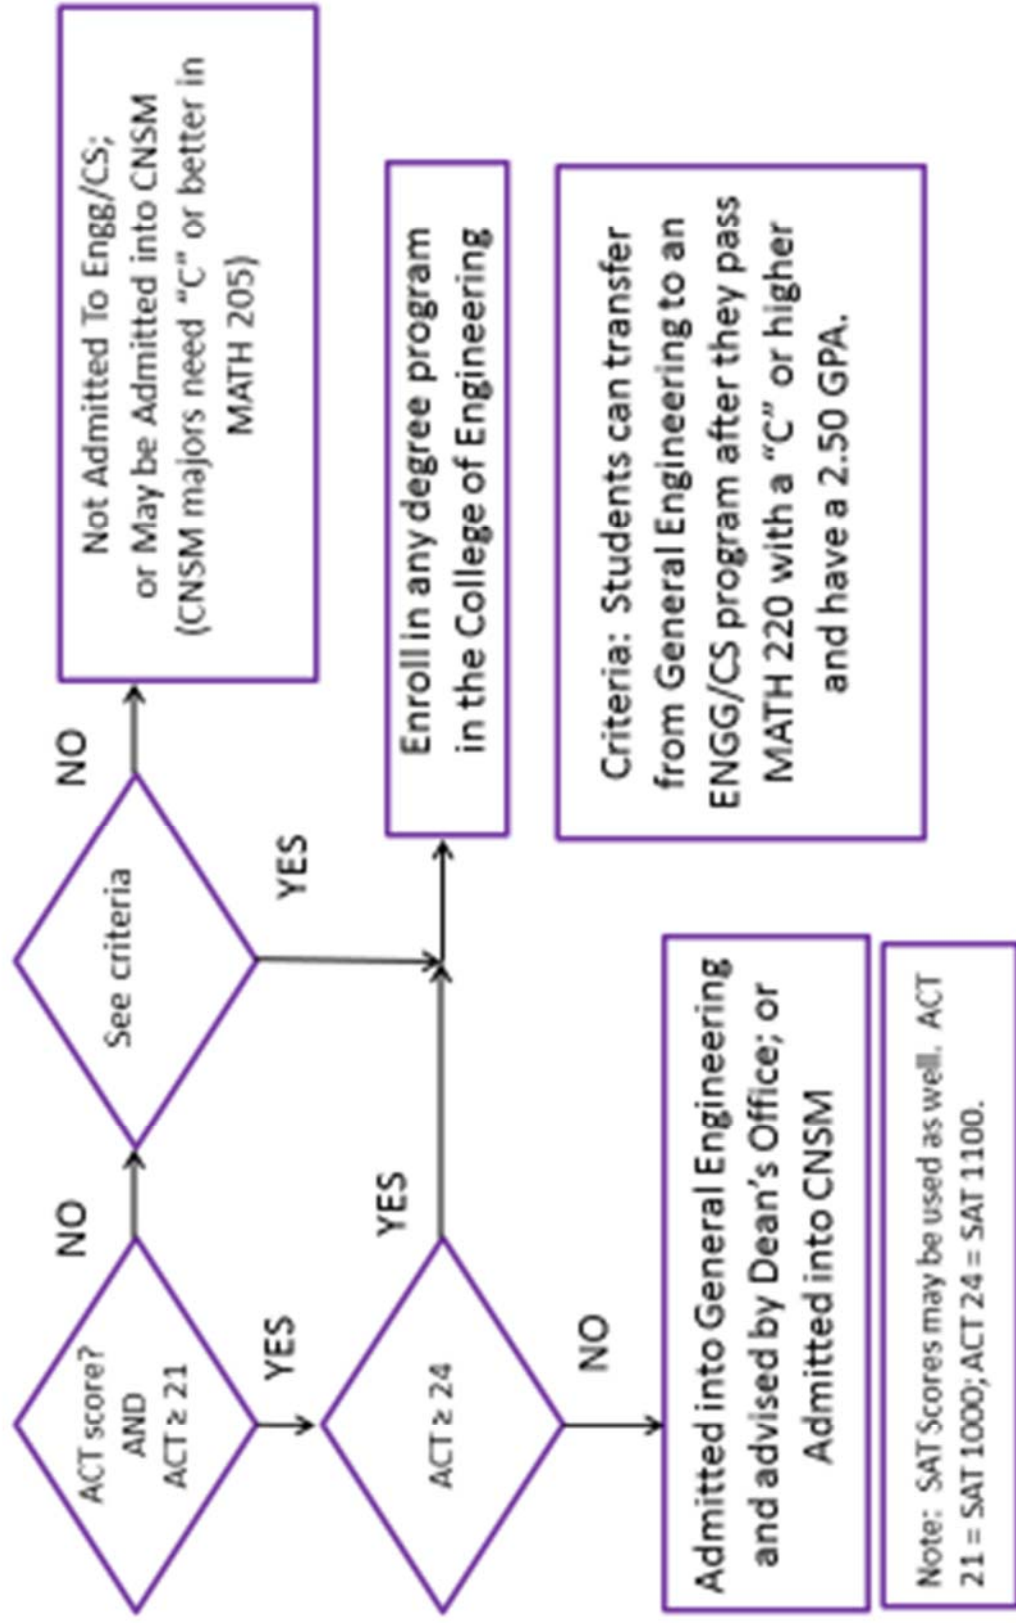 ACT score?
AND
ACT ≥ 21
NO
See criteria
NO
Not Admitted To Engg/CS;
or May be Admitted into CNSM
(CNSM majors need "C" or better in
MATH 205)
YES
YES
ACT ≥ 24
YES
Enroll in any degree program
in the College of Engineering
NO
Admitted into General Engineering
and advised by Dean's Office; or
Admitted into CNSM
Criteria: Students can transfer
from General Engineering to an
ENGG/CS program after they pass
MATH 220 with a “C” or higher
and have a 2.50 GPA.
Note: SAT Scores may be used as well. ACT
21 = SAT 1000; ACT 24 = SAT 1100.